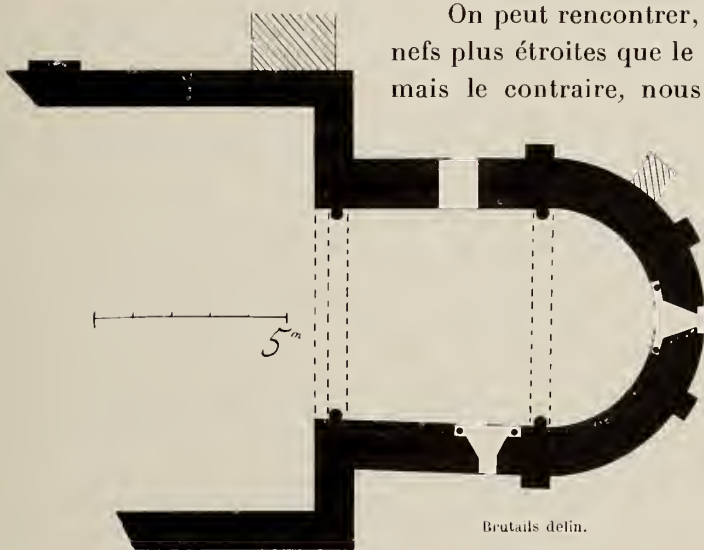 On peut rencontrer,
nefs plus étroites que le
mais le contraire, nous
5m
Brutails delin.